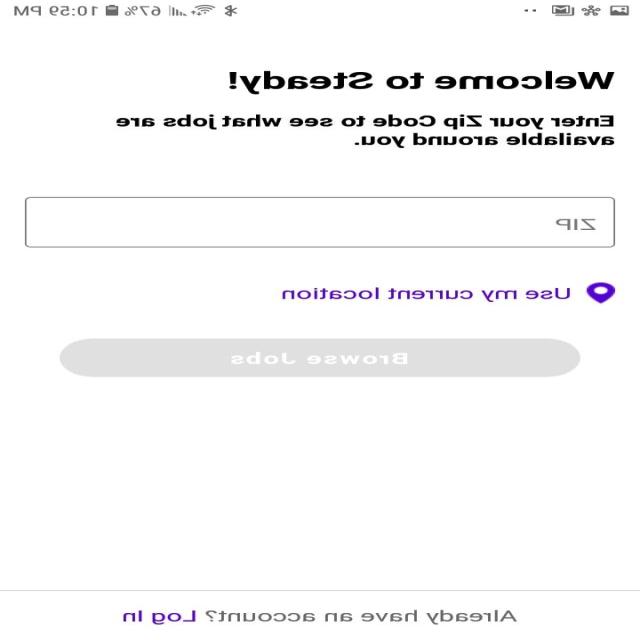 67% 10:59 PM
Welcome to Steady!
Enter your Zip Code to see what jobs are
available around you.
ZIP
Use my current location
Browse Jobs
Already have an account? Log In